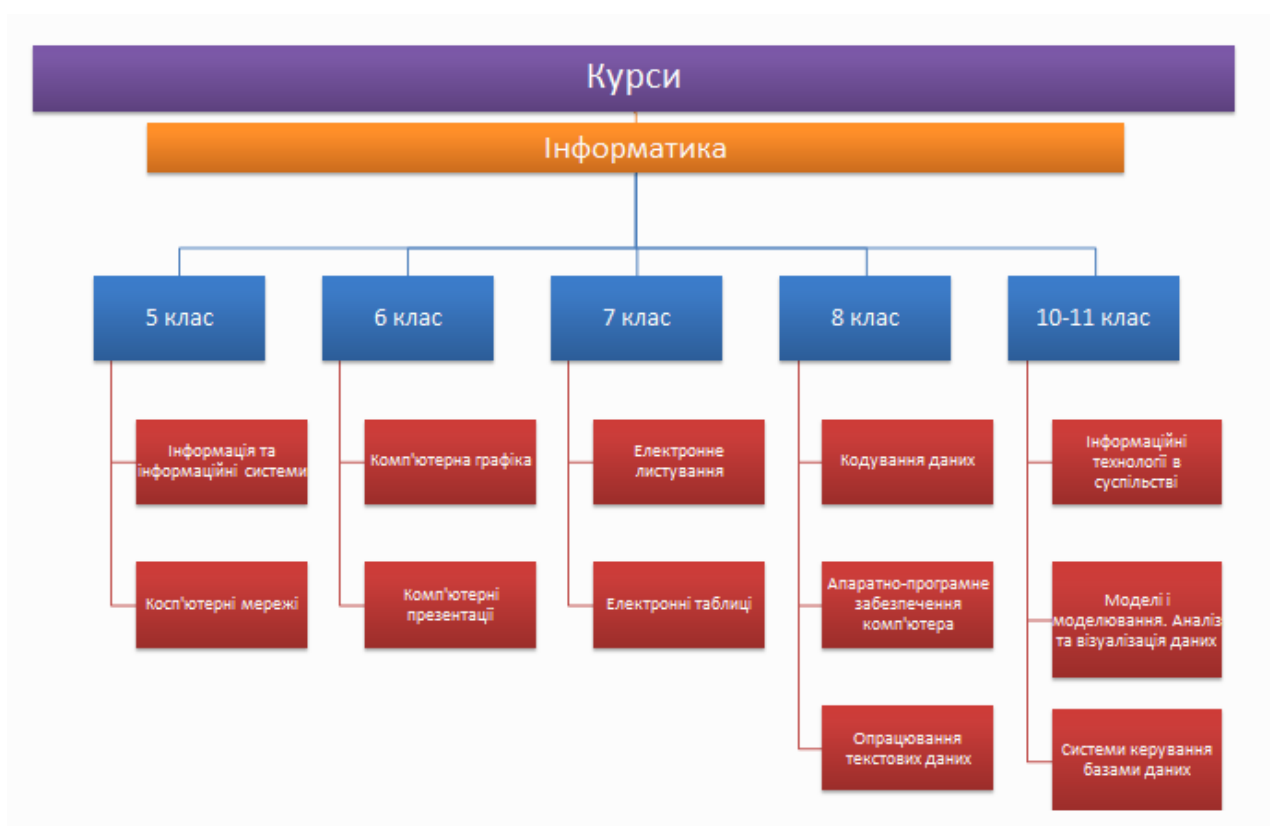 Курси
Інформатика
5 клас
6 клас
7 клас
8 клас
10-11 клас
Інформація та
інформаційні системи
Комп'ютерна графіка
Електронне
листування
Кодування даних
Інформаційні
технології в
суспільстві
Косп'ютерні мережі
Комп'ютерні
презентації
Електронні таблиці
Апаратно-програмне
забезпечення
комп'ютера
Моделі і
моделювання. Аналіз
та візуалізація даних
Опрацювання
текстових даних
Системи керування
базами даних